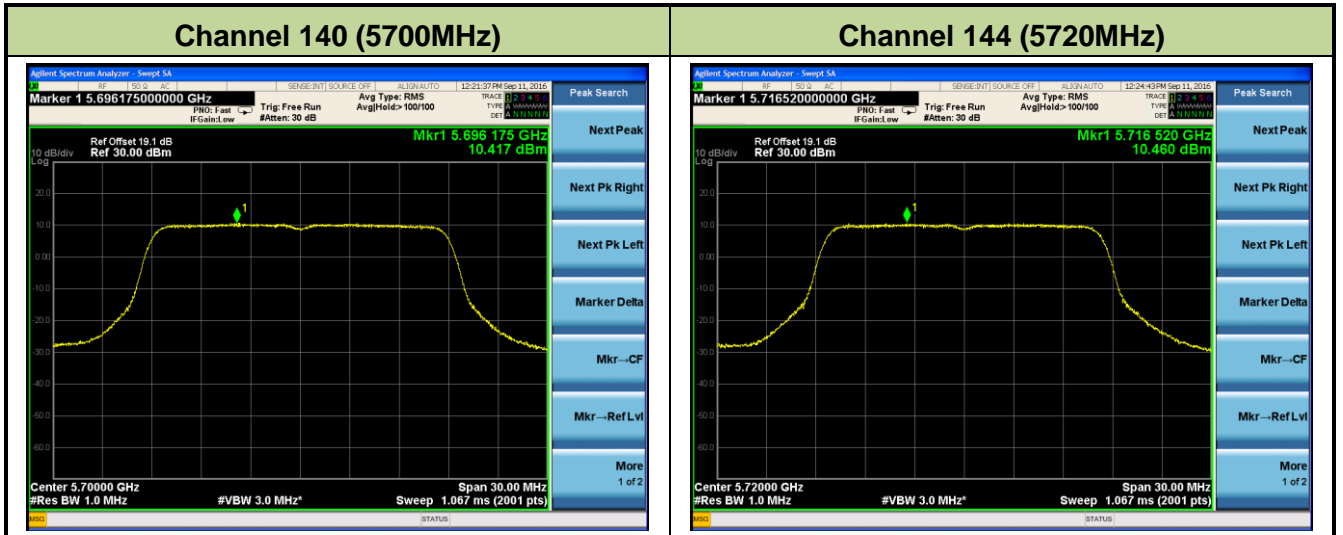 Channel 140 (5700MHz)
Agilent Spectrum Analyzer - Swept SA
RF 50 Ω AC SENSE:INT SOURCE OFF ALIGN AUTO 12:21:37 PM Sep 11, 2016
Marker 1 5.696175000000 GHz
PNO: Fast
IFGain:Low
Trig: Free Run
#Atten: 30 dB
Avg Type: RMS
Avg|Hold:> 100/100
TRACE 1 2 3 4 5 6
TYPE A
DET A N N N N N
Peak Search
Ref Offset 19.1 dB
10 dB/div Ref 30.00 dBm
Log
Mkr1 5.696 175 GHz
10.417 dBm
20.0
10.0
0.00
-10.0
-20.0
-30.0
-40.0
-50.0
-60.0
1
Center 5.70000 GHz
#Res BW 1.0 MHz
#VBW 3.0 MHz*
Span 30.00 MHz
Sweep 1.067 ms (2001 pts)
MSG STATUS
Next Peak
Next Pk Right
Next Pk Left
Marker Delta
Mkr→CF
Mkr→Ref Lvl
More
1 of 2
Channel 144 (5720MHz)
Agilent Spectrum Analyzer - Swept SA
RF 50 Ω AC SENSE:INT SOURCE OFF ALIGN AUTO 12:24:43 PM Sep 11, 2016
Marker 1 5.716520000000 GHz
PNO: Fast
IFGain:Low
Trig: Free Run
#Atten: 30 dB
Avg Type: RMS
Avg|Hold:> 100/100
TRACE 1 2 3 4 5 6
TYPE A
DET A N N N N N
Peak Search
Ref Offset 19.1 dB
10 dB/div Ref 30.00 dBm
Log
Mkr1 5.716 520 GHz
10.460 dBm
20.0
10.0
0.00
-10.0
-20.0
-30.0
-40.0
-50.0
-60.0
1
Center 5.72000 GHz
#Res BW 1.0 MHz
#VBW 3.0 MHz*
Span 30.00 MHz
Sweep 1.067 ms (2001 pts)
MSG STATUS
Next Peak
Next Pk Right
Next Pk Left
Marker Delta
Mkr→CF
Mkr→Ref Lvl
More
1 of 2